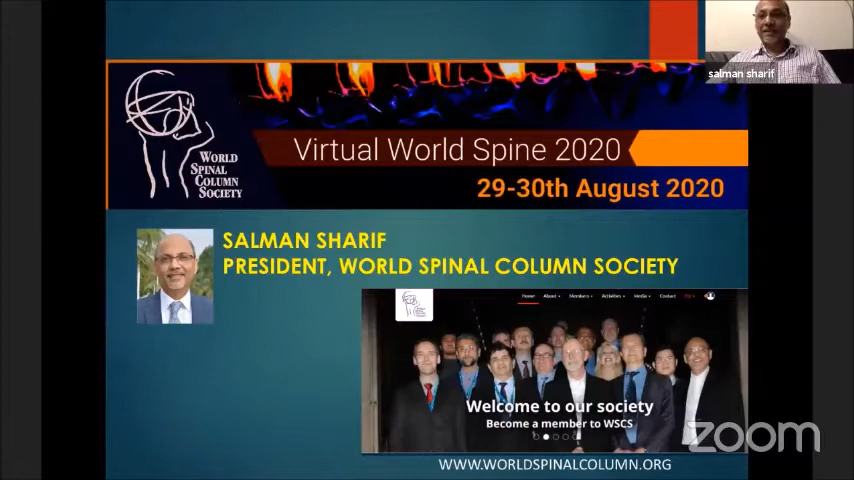 salman sharif
WORLD
SPINAL
COLUMN
SOCIETY
Virtual World Spine 2020
29-30th August 2020
SALMAN SHARIF
PRESIDENT, WORLD SPINAL COLUMN SOCIETY
Home About Members Activities Media Contact
Welcome to our society
Become a member to WSCS
zoom
WWW.WORLDSPINALCOLUMN.ORG